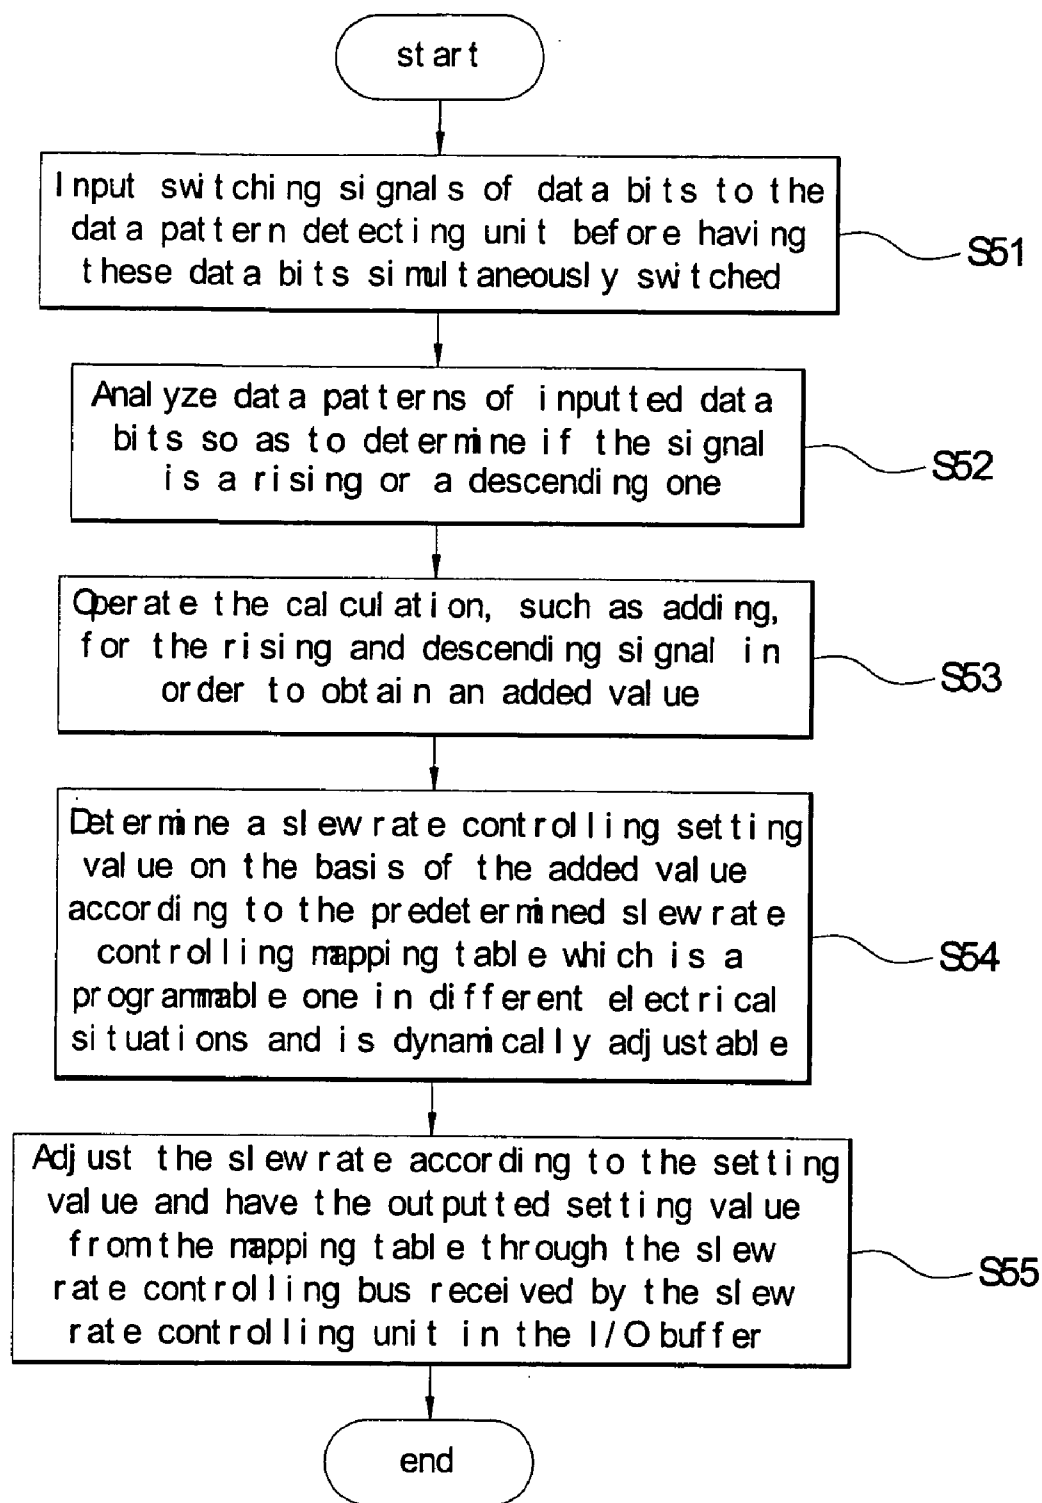 start
Input switching signals of data bits to the
data pattern detecting unit before having
these data bits simultaneously switched
S51
Analyze data patterns of inputted data
bits so as to determine if the signal
is a rising or a descending one
S52
Operate the calculation, such as adding,
for the rising and descending signal in
order to obtain an added value
S53
Determine a slew rate controlling setting
value on the basis of the added value
according to the predetermined slew rate
controlling mapping table which is a
programmable one in different electrical
situations and is dynamically adjustable
S54
Adjust the slew rate according to the setting
value and have the outputted setting value
from the mapping table through the slew
rate controlling bus received by the slew
rate controlling unit in the I/O buffer
S55
end